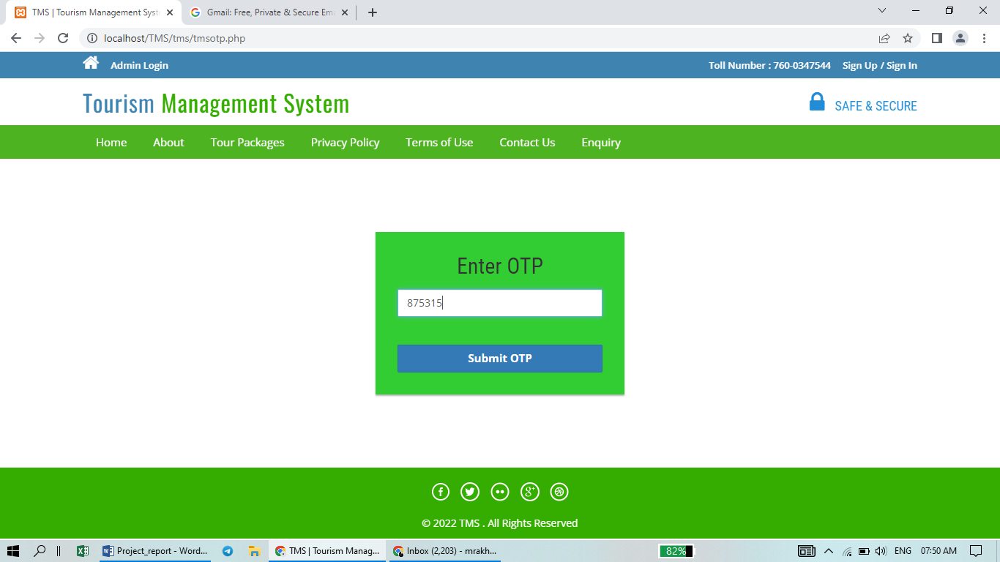 TMS | Tourism Management Syst
Gmail: Free, Private & Secure Ema
localhost/TMS/tms/tmsotp.php
Admin Login
Toll Number : 760-0347544 Sign Up / Sign In
Tourism Management System
SAFE & SECURE
Home About Tour Packages Privacy Policy Terms of Use Contact Us Enquiry
Enter OTP
875315
Submit OTP
© 2022 TMS . All Rights Reserved
Project_report - Word...
TMS | Tourism Manag...
Inbox (2,203) - mrakh...
82%
ENG
07:50 AM